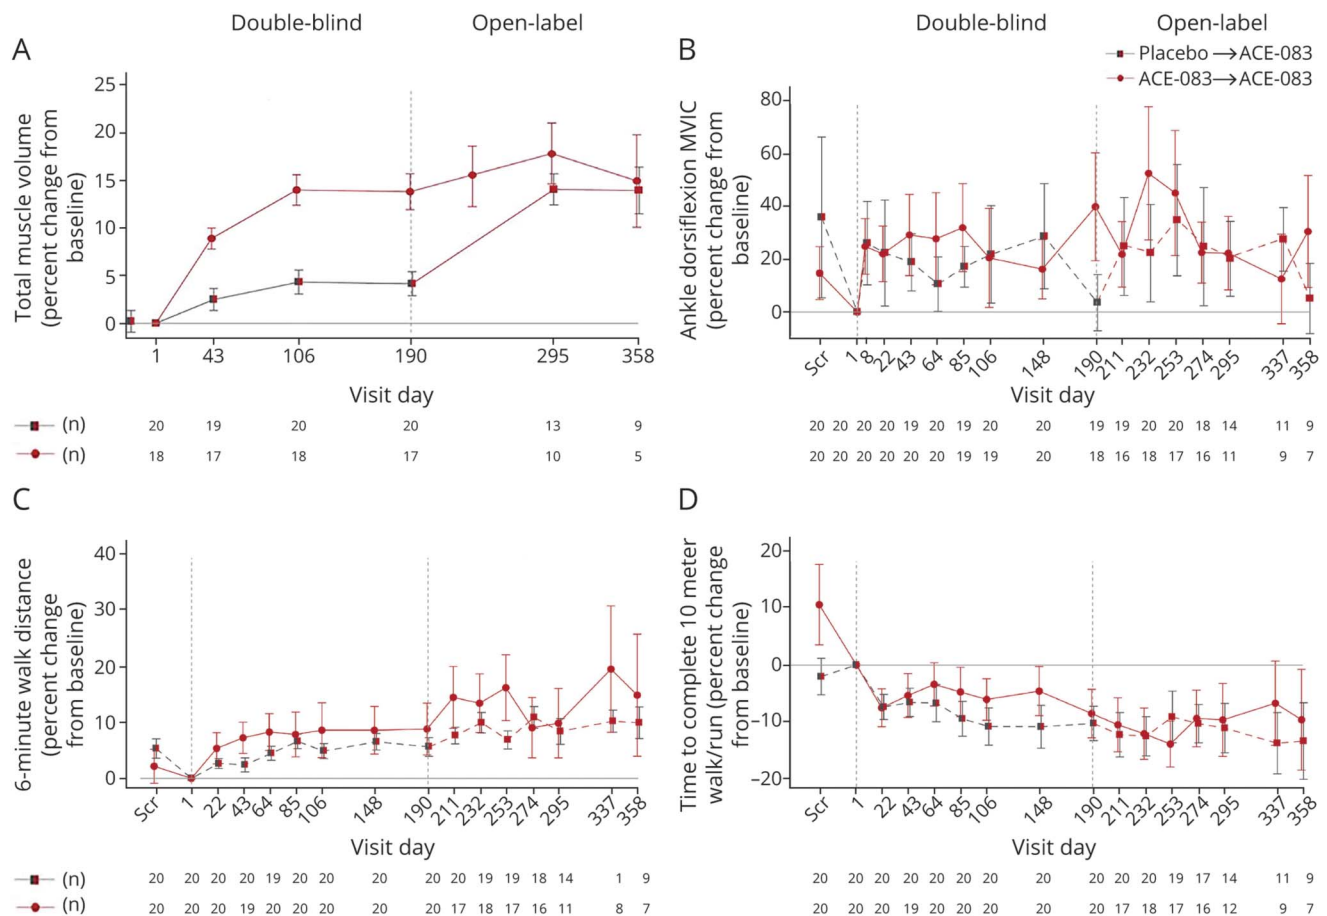 Double-blind Open-label
A
Total muscle volume
(percent change from
baseline)
25
20
15
10
5
0
1 43 106 190 295 358
Visit day
(n) 20 19 20 20 13 9
(n) 18 17 18 17 10 5
Double-blind Open-label
B
Placebo→ACE-083
ACE-083→ACE-083
Ankle dorsiflexion MVIC
(percent change from
baseline)
80
60
40
20
0
Scr 1 8 22 43 64 85 106 148 190 211 232 253 274 295 337 358
Visit day
20 20 20 20 19 20 19 20 20 19 19 20 20 18 14 11 9
20 20 20 20 20 20 19 19 20 18 16 18 17 16 11 9 7
C
6-minute walk distance
(percent change
from baseline)
40
30
20
10
0
Scr 1 22 43 64 85 106 148 190 211 232 253 274 295 337 358
Visit day
(n) 20 20 20 20 19 20 20 20 20 20 19 19 18 14 1 9
(n) 20 20 20 19 20 20 20 20 20 17 18 17 16 11 8 7
D
Time to complete 10 meter
walk/run (percent change
from baseline)
20
10
0
−10
−20
Scr 1 22 43 64 85 106 148 190 211 232 253 274 295 337 358
Visit day
20 20 20 20 20 20 20 20 20 20 20 19 17 14 11 9
20 20 20 19 20 20 20 20 20 17 18 17 16 12 9 7